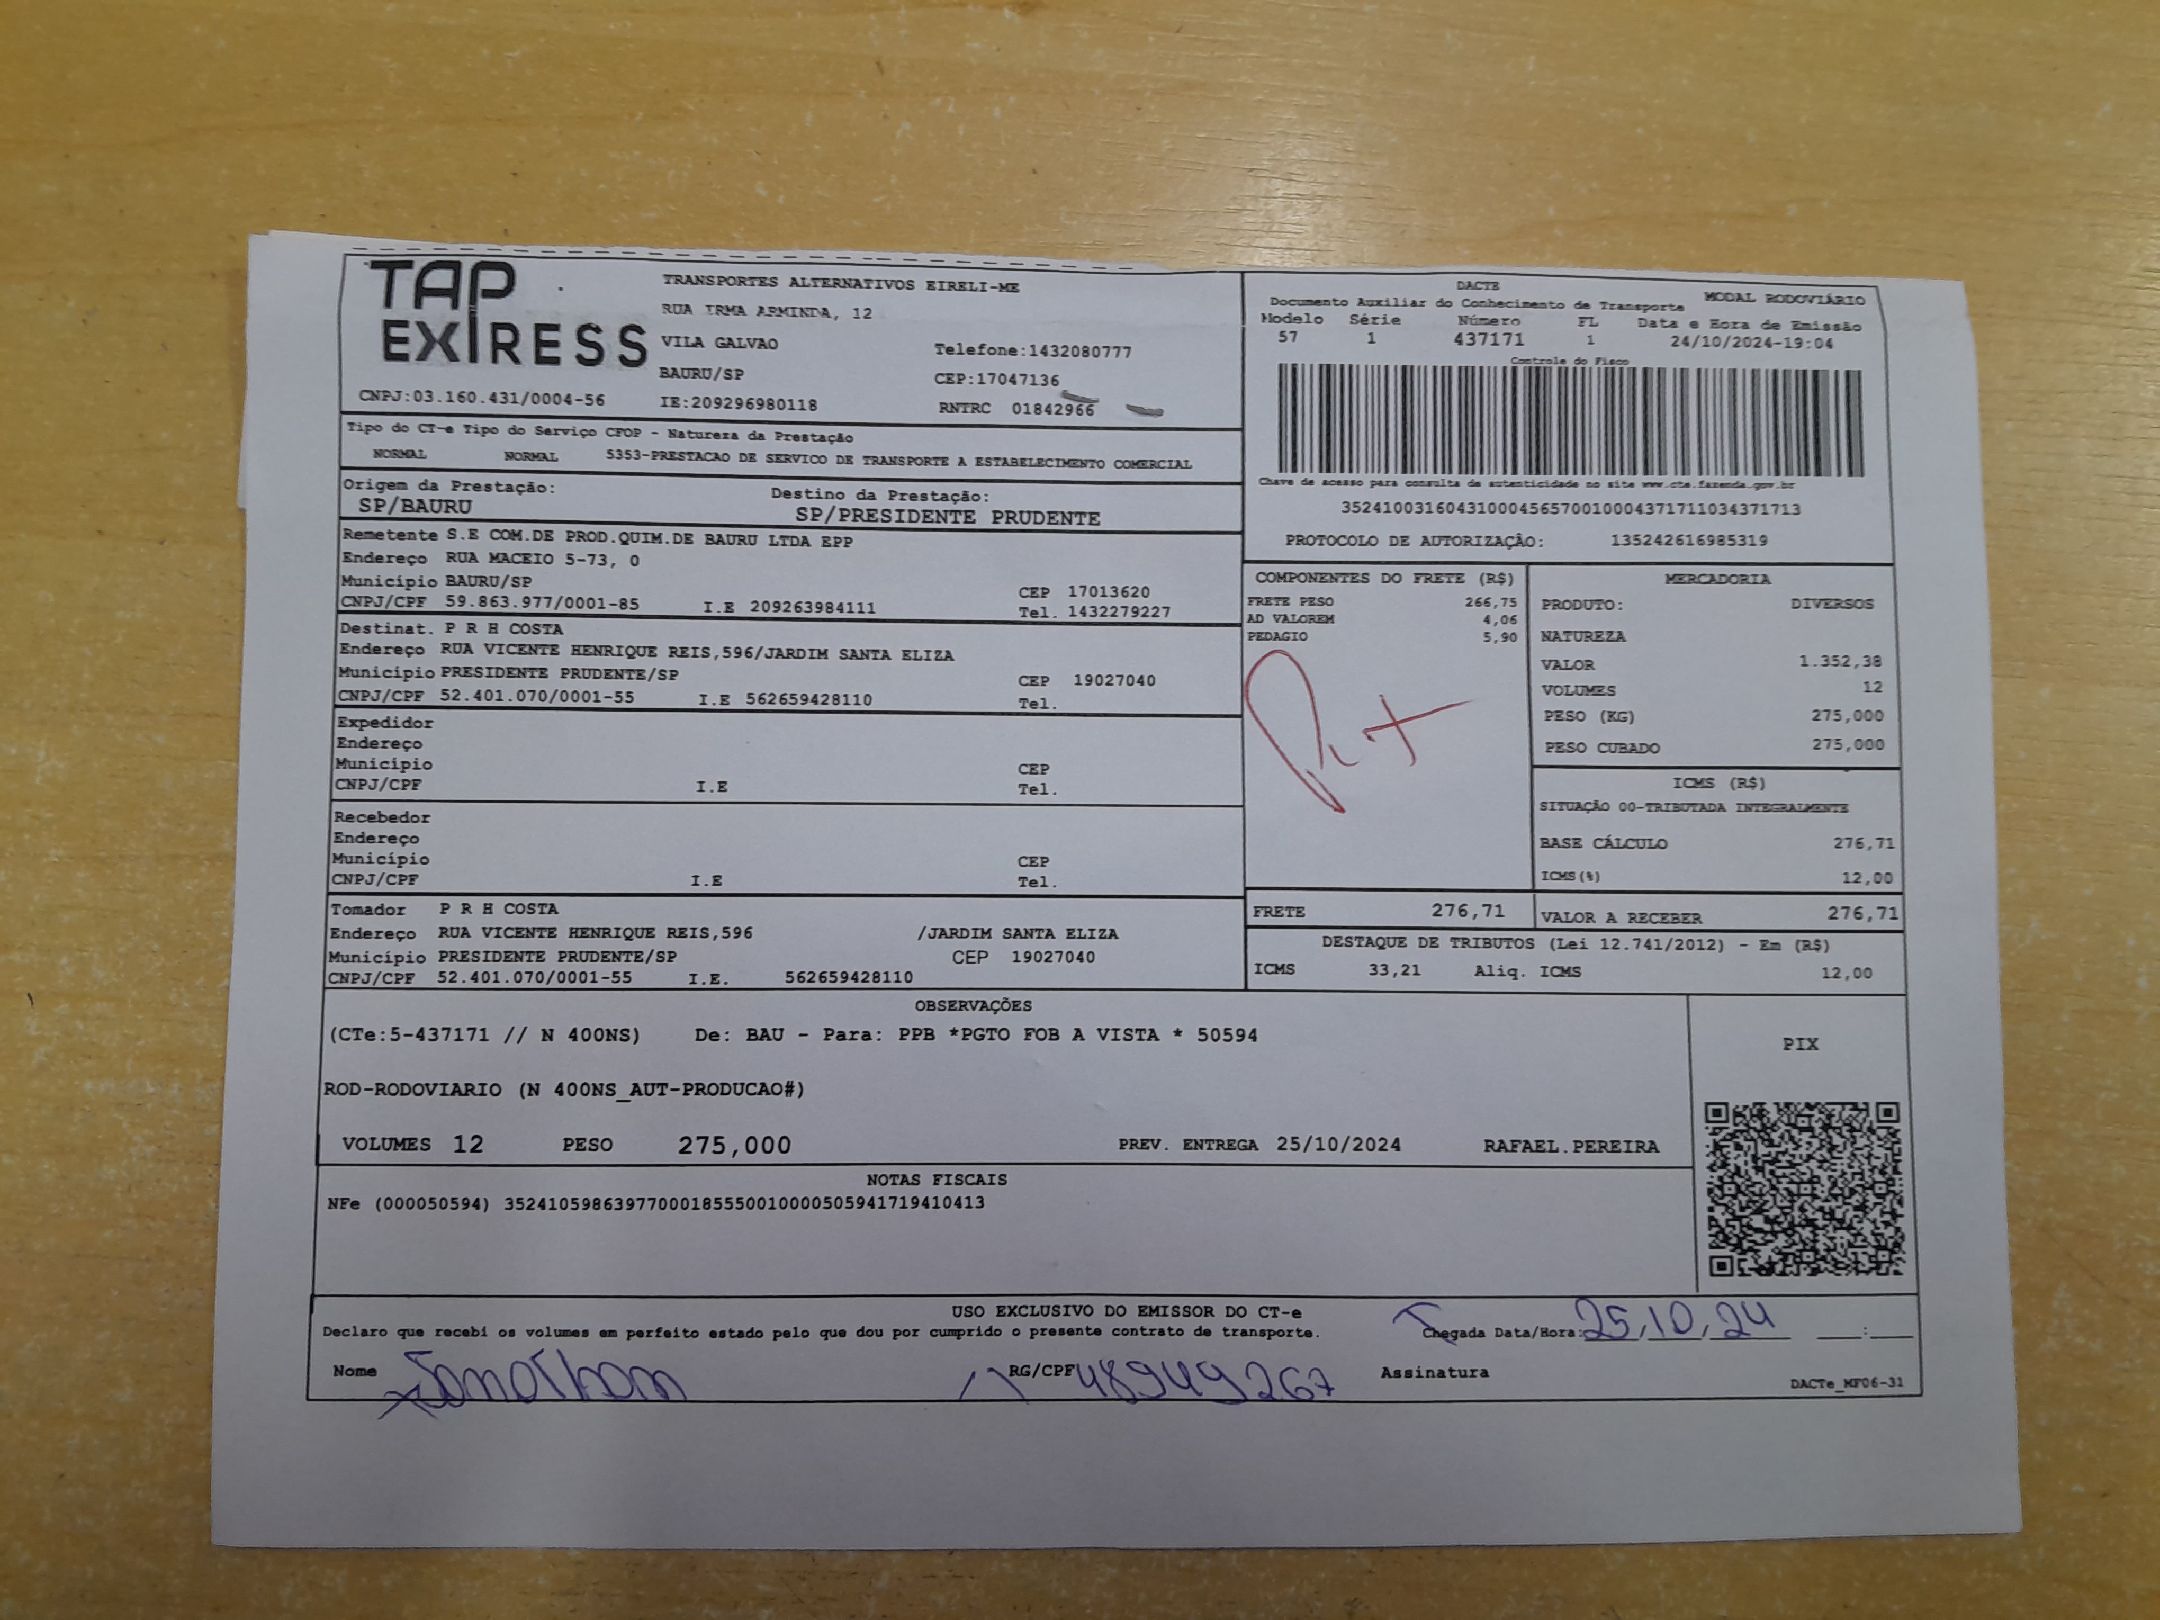 TAP
EXPRESS
TRANSPORTES ALTERNATIVOS EIRELI-ME
RUA IRMA ARMINDA, 12
VILA GALVAO
Telefone:1432080777
BAURU/SP
CEP:17047136
CNPJ:03.160.431/0004-56
IE:209296980118
RNTRC 01842966
DACTE
Documento Auxiliar do Conhecimento de Transporte
MODAL RODOVIÁRIO
Modelo Série Número FL Data e Hora de Emissão
57 1 437171 1 24/10/2024-19:04
Controle do Fisco
Chave de acesso para consulta de autenticidade no site www.cte.fazenda.gov.br
35241003160431000456570010004371711034371713
PROTOCOLO DE AUTORIZAÇÃO: 135242616985319
Tipo do CT-e Tipo do Serviço CFOP - Natureza da Prestação
NORMAL NORMAL 5353-PRESTACAO DE SERVICO DE TRANSPORTE A ESTABELECIMENTO COMERCIAL
Origem da Prestação: Destino da Prestação:
SP/BAURU SP/PRESIDENTE PRUDENTE
Remetente S.E COM.DE PROD.QUIM.DE BAURU LTDA EPP
Endereço RUA MACEIO 5-73, 0
Município BAURU/SP CEP 17013620
CNPJ/CPF 59.863.977/0001-85 I.E 209263984111 Tel. 1432279227
Destinat. P R H COSTA
Endereço RUA VICENTE HENRIQUE REIS,596/JARDIM SANTA ELIZA
Município PRESIDENTE PRUDENTE/SP CEP 19027040
CNPJ/CPF 52.401.070/0001-55 I.E 562659428110 Tel.
Expedidor
Endereço
Município CEP
CNPJ/CPF I.E Tel.
Recebedor
Endereço
Município CEP
CNPJ/CPF I.E Tel.
Tomador P R H COSTA
Endereço RUA VICENTE HENRIQUE REIS,596 /JARDIM SANTA ELIZA
Município PRESIDENTE PRUDENTE/SP CEP 19027040
CNPJ/CPF 52.401.070/0001-55 I.E. 562659428110
COMPONENTES DO FRETE (R$)
FRETE PESO 266,75
AD VALOREM 4,06
PEDAGIO 5,90
MERCADORIA
PRODUTO: DIVERSOS
NATUREZA
VALOR 1.352,38
VOLUMES 12
PESO (KG) 275,000
PESO CUBADO 275,000
ICMS (R$)
SITUAÇÃO 00-TRIBUTADA INTEGRALMENTE
BASE CÁLCULO 276,71
ICMS(%) 12,00
FRETE 276,71 VALOR A RECEBER 276,71
DESTAQUE DE TRIBUTOS (Lei 12.741/2012) - Em (R$)
ICMS 33,21 Aliq. ICMS 12,00
OBSERVAÇÕES
(CTe:5-437171 // N 400NS) De: BAU - Para: PPB *PGTO FOB A VISTA * 50594
ROD-RODOVIARIO (N 400NS_AUT-PRODUCAO#)
VOLUMES 12 PESO 275,000 PREV. ENTREGA 25/10/2024 RAFAEL.PEREIRA
PIX
NOTAS FISCAIS
NFe (000050594) 35241059863977000185550010000505941719410413
USO EXCLUSIVO DO EMISSOR DO CT-e
Declaro que recebi os volumes em perfeito estado pelo que dou por cumprido o presente contrato de transporte.
Chegada Data/Hora: 25/10/24 __:__
Nome Jonathan RG/CPF 48949267 Assinatura
DACTe_MF06-31